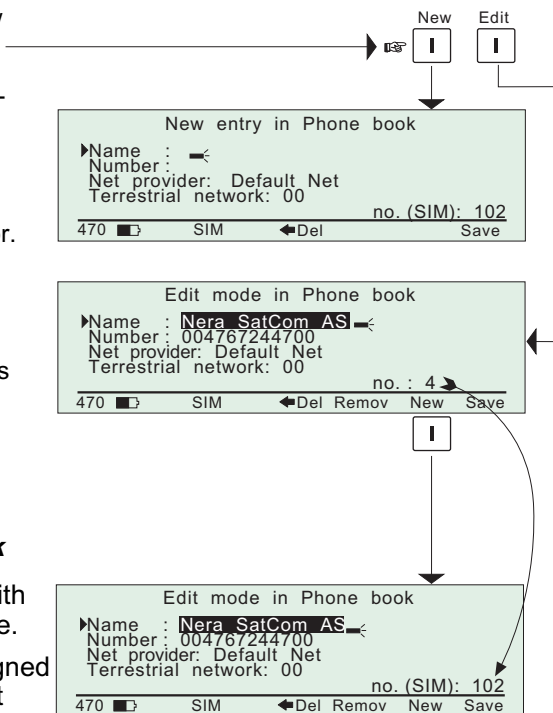 New Edit
New entry in Phone book
Name :
Number :
Net provider: Default Net
Terrestrial network: 00
no. (SIM): 102
470 SIM Del Save
r.
Edit mode in Phone book
Name : Nera SatCom AS
Number : 004767244700
Net provider: Default Net
Terrestrial network: 00
s
no. : 4
470 SIM Del Remov New Save
k
ith
e.
gned
t
Edit mode in Phone book
Name : Nera SatCom AS
Number : 004767244700
Net provider: Default Net
Terrestrial network: 00
no. (SIM): 102
470 SIM Del Remov New Save